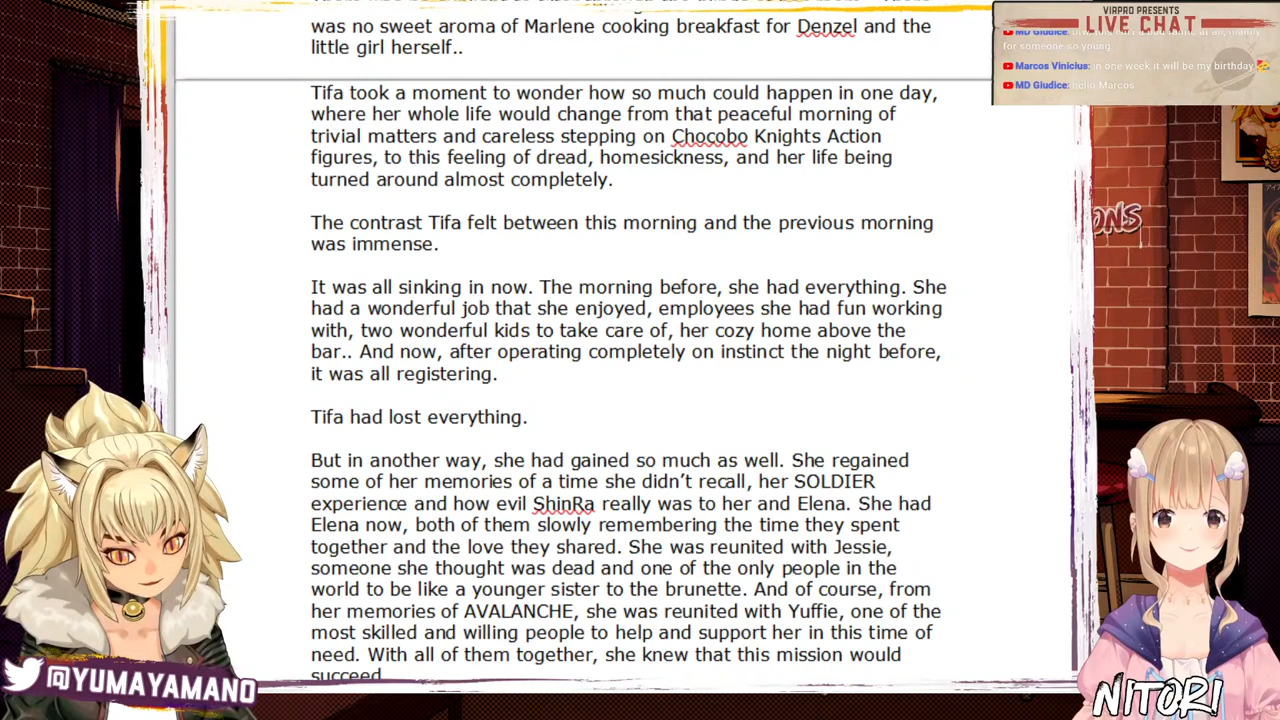 was no sweet aroma of Marlene cooking breakfast for Denzel and the
little girl herself..
Tifa took a moment to wonder how so much could happen in one day,
where her whole life would change from that peaceful morning of
trivial matters and careless stepping on Chocobo Knights Action
figures, to this feeling of dread, homesickness, and her life being
turned around almost completely.
The contrast Tifa felt between this morning and the previous morning
was immense.
It was all sinking in now. The morning before, she had everything. She
had a wonderful job that she enjoyed, employees she had fun working
with, two wonderful kids to take care of, her cozy home above the
bar.. And now, after operating completely on instinct the night before,
it was all registering.
Tifa had lost everything.
But in another way, she had gained so much as well. She regained
some of her memories of a time she didn't recall, her SOLDIER
experience and how evil ShinRa really was to her and Elena. She had
Elena now, both of them slowly remembering the time they spent
together and the love they shared. She was reunited with Jessie,
someone she thought was dead and one of the only people in the
world to be like a younger sister to the brunette. And of course, from
her memories of AVALANCHE, she was reunited with Yuffie, one of the
most skilled and willing people to help and support her in this time of
need. With all of them together, she knew that this mission would
succeed
VIRPRO PRESENTS
LIVE CHAT
MD Giudice:
for someone so young
Marcos Vinicius: in one week it will be my birthday
MD Giudice: hello Marcos
ONS
@YUMAYAMANO
NITORI